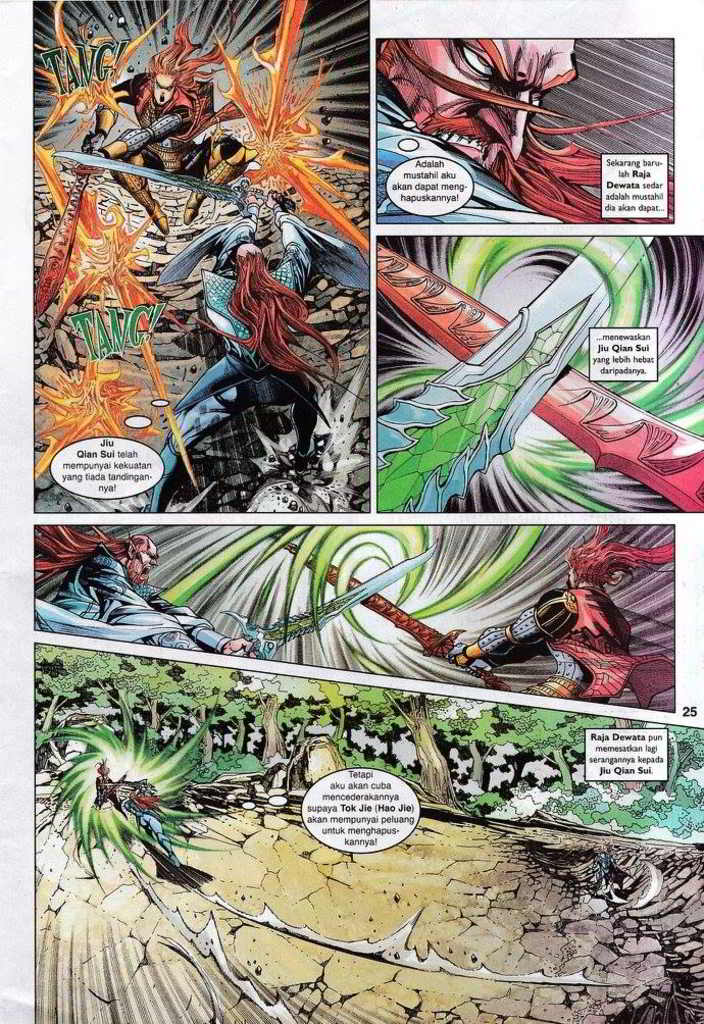 TANG!
TANG!
Jiu
Qian Sui telah
mempunyai kekuatan
yang tiada tandingan-
nya!
Adalah
mustahil aku
akan dapat meng-
hapuskannya!
Sekarang baru-
lah Raja
Dewata sedar
adalah mustahil
dia akan dapat...
...menewaskan
Jiu Qian Sui
yang lebih hebat
daripadanya.
25
Raja Dewata pun
memesatkan lagi
serangannya kepada
Jiu Qian Sui.
Tetapi
aku akan cuba
mencederakannya
supaya Tok Jie (Hao Jie)
akan mempunyai peluang
untuk menghapus-
kannya!